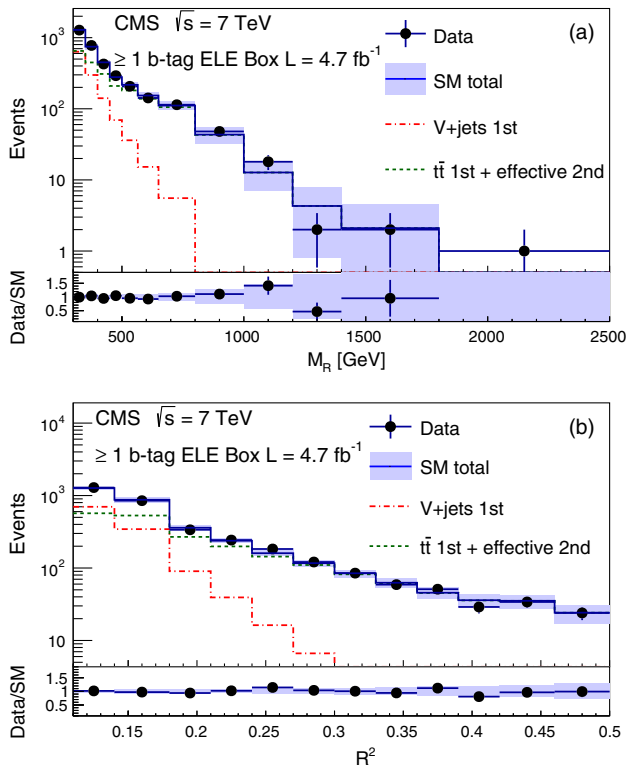 CMS √s = 7 TeV
(a)
≥ 1 b-tag ELE Box L = 4.7 fb⁻¹
Data
SM total
V+jets 1st
tt̄ 1st + effective 2nd
Events
10³
10²
10
1
Data/SM
1.5
1
0.5
500 1000 1500 2000 2500
M_R [GeV]
CMS √s = 7 TeV
(b)
≥ 1 b-tag ELE Box L = 4.7 fb⁻¹
Data
SM total
V+jets 1st
tt̄ 1st + effective 2nd
Events
10⁴
10³
10²
10
Data/SM
1.5
1
0.5
0.15 0.2 0.25 0.3 0.35 0.4 0.45 0.5
R²